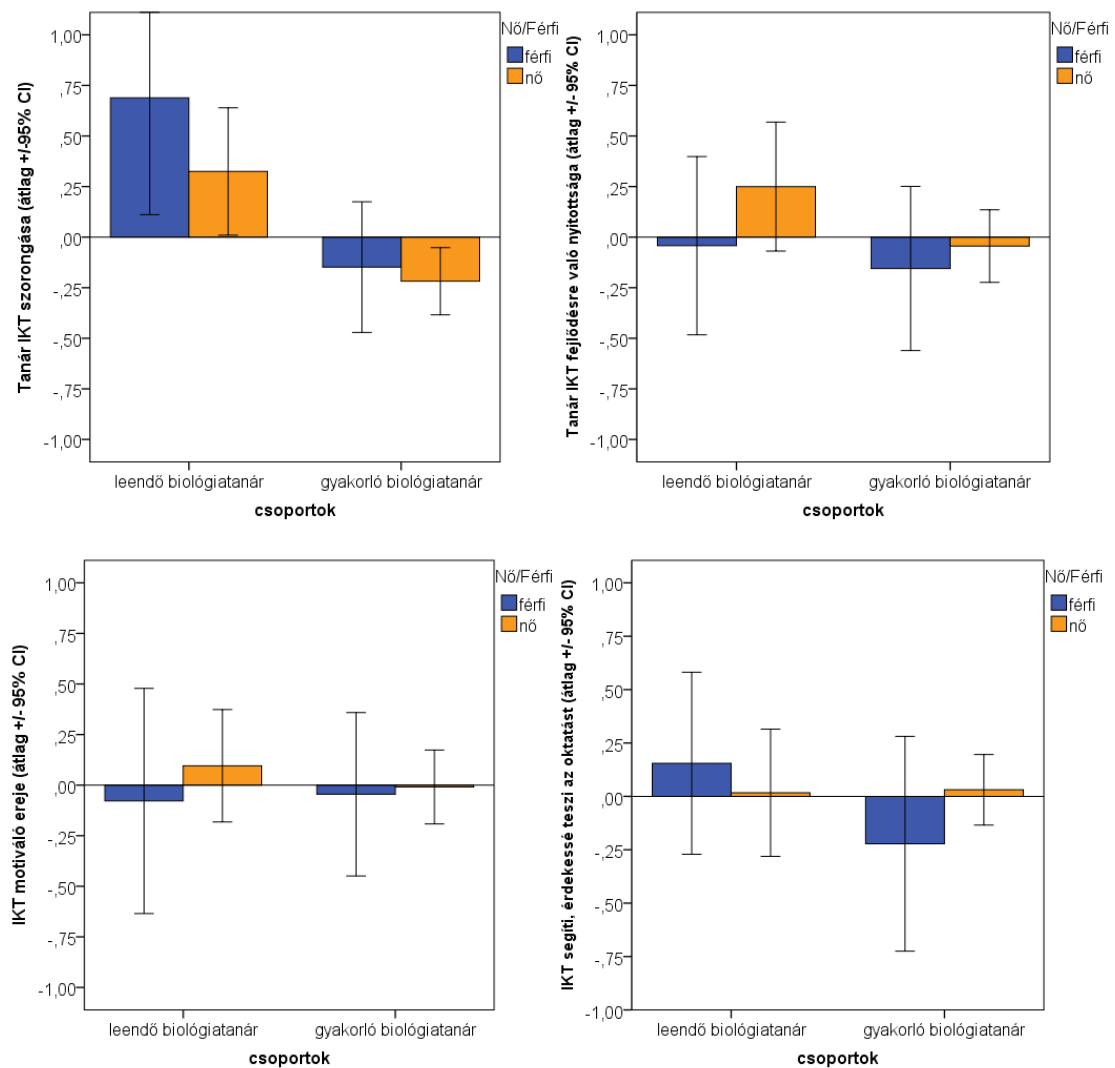 Nő/Férfi
férfi
nő
Tanár IKT szorongása (átlag +/-95% CI)
1,00
,75
,50
,25
,00
-,25
-,50
-,75
-1,00
leendő biológiatanár
gyakorló biológiatanár
csoportok
Nő/Férfi
férfi
nő
Tanár IKT fejlődésre való nyitottsága (átlag +/- 95% CI)
1,00
,75
,50
,25
,00
-,25
-,50
-,75
-1,00
leendő biológiatanár
gyakorló biológiatanár
csoportok
Nő/Férfi
férfi
nő
IKT motiváló ereje (átlag +/- 95% CI)
1,00
,75
,50
,25
,00
-,25
-,50
-,75
-1,00
leendő biológiatanár
gyakorló biológiatanár
csoportok
Nő/Férfi
férfi
nő
IKT segíti, érdekessé teszi az oktatást (átlag +/- 95% CI)
1,00
,75
,50
,25
,00
-,25
-,50
-,75
-1,00
leendő biológiatanár
gyakorló biológiatanár
csoportok